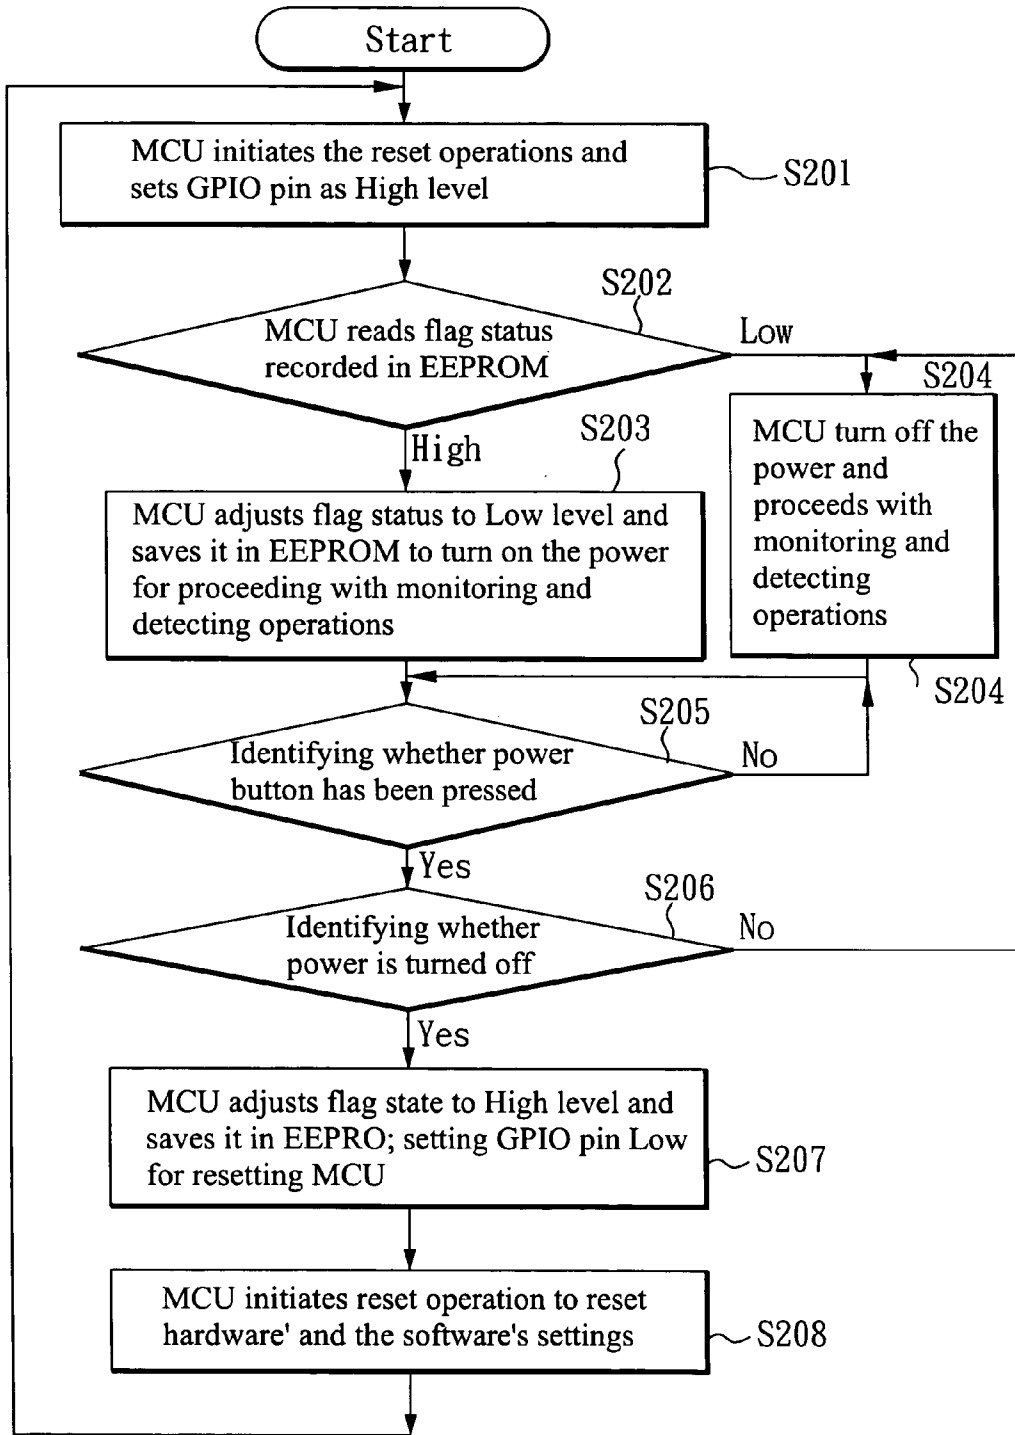 Start
MCU initiates the reset operations and
sets GPIO pin as High level
S201
S202
MCU reads flag status
recorded in EEPROM
Low
High
S203
MCU adjusts flag status to Low level and
saves it in EEPROM to turn on the power
for proceeding with monitoring and
detecting operations
S204
MCU turn off the
power and
proceeds with
monitoring and
detecting
operations
S204
S205
Identifying whether power
button has been pressed
No
Yes
S206
Identifying whether
power is turned off
No
Yes
MCU adjusts flag state to High level and
saves it in EEPRO; setting GPIO pin Low
for resetting MCU
S207
MCU initiates reset operation to reset
hardware' and the software's settings
S208